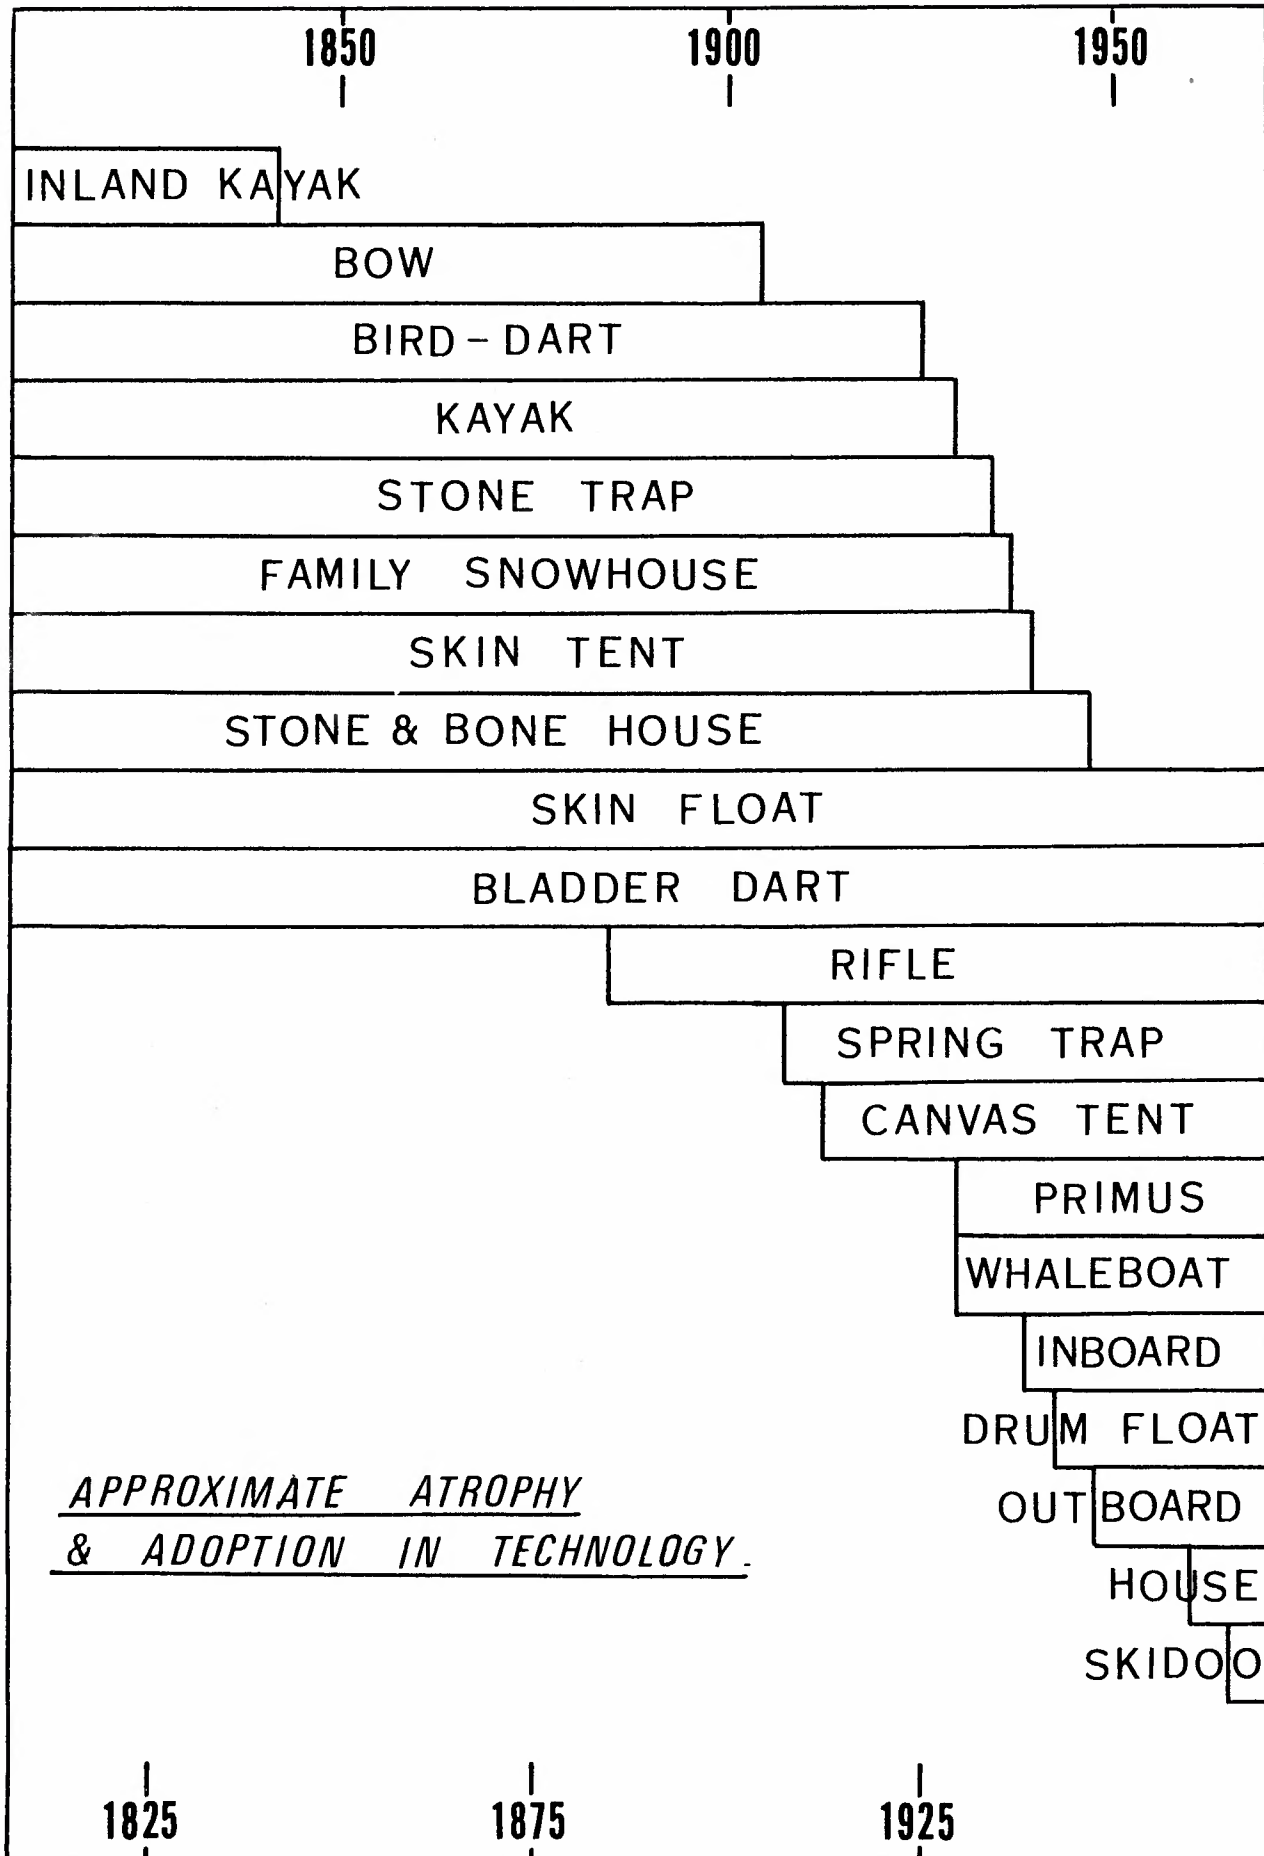 1850 1900 1950
INLAND KAYAK
BOW
BIRD-DART
KAYAK
STONE TRAP
FAMILY SNOWHOUSE
SKIN TENT
STONE & BONE HOUSE
SKIN FLOAT
BLADDER DART
RIFLE
SPRING TRAP
CANVAS TENT
PRIMUS
WHALEBOAT
INBOARD
DRUM FLOAT
APPROXIMATE ATROPHY
OUTBOARD
& ADOPTION IN TECHNOLOGY.
HOUSE
SKIDOO
1825 1875 1925